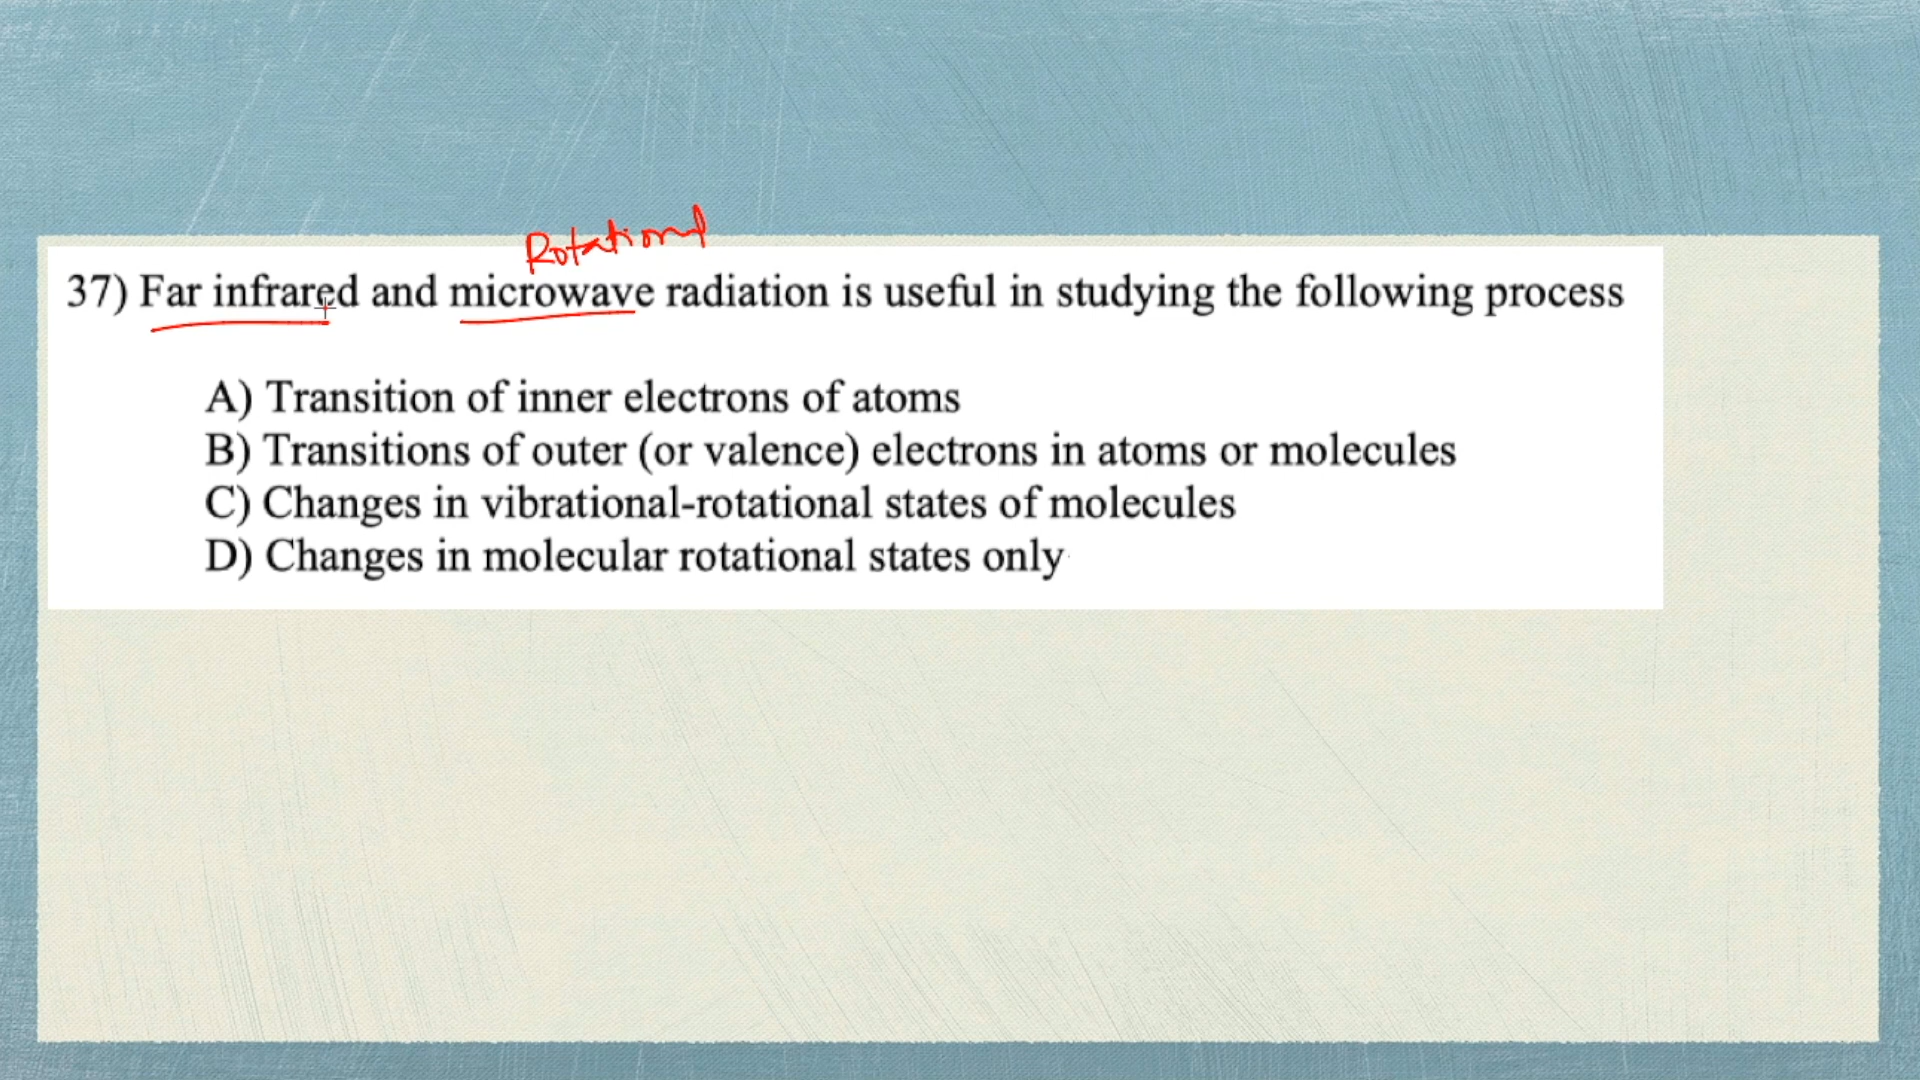 Rotational
37) Far infrared and microwave radiation is useful in studying the following process
A) Transition of inner electrons of atoms
B) Transitions of outer (or valence) electrons in atoms or molecules
C) Changes in vibrational-rotational states of molecules
D) Changes in molecular rotational states only